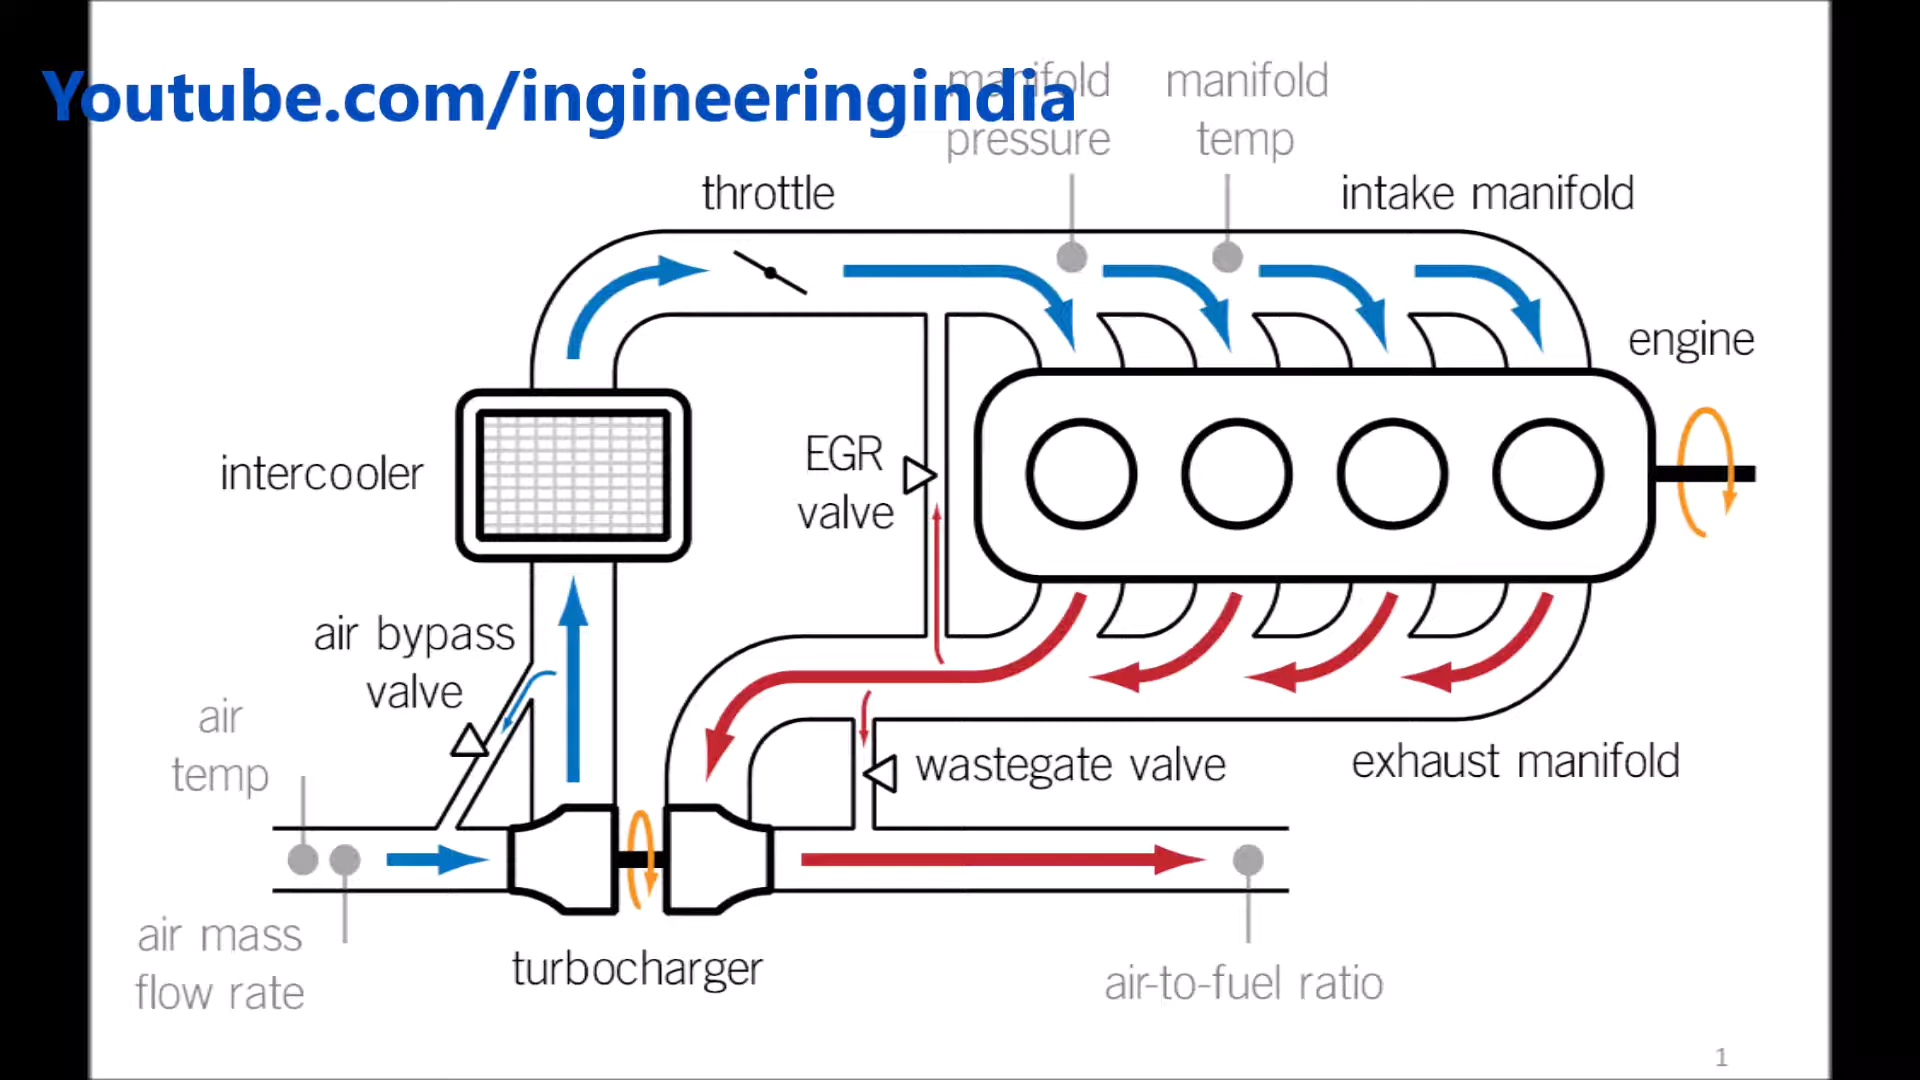 Youtube.com/ingineeringindia
manifold
pressure
manifold
temp
throttle
intake manifold
engine
EGR
valve
intercooler
air bypass
valve
air
temp
wastegate valve
exhaust manifold
air mass
flow rate
turbocharger
air-to-fuel ratio
1